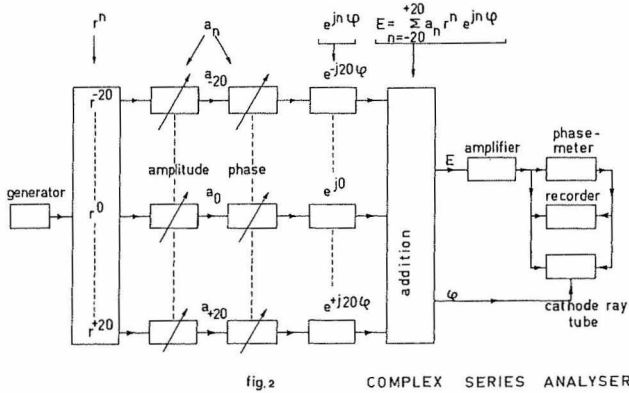 r^n
a_n
e^{jnφ}
E = Σ_{n=-20}^{+20} a_n r^n e^{jnφ}
r^{-20}
a_{-20}
e^{-j20φ}
generator
amplitude
phase
r^0
a_0
e^{j0}
r^{+20}
a_{+20}
e^{+j20φ}
addition
E
amplifier
phase-
meter
recorder
φ
cathode ray
tube
fig. 2
COMPLEX SERIES ANALYSER